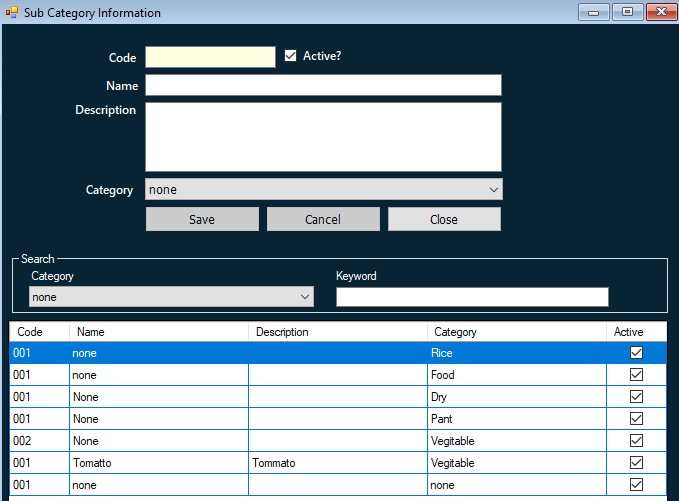 Sub Category Information
Code Active?
Name
Description
Category none
Save Cancel Close
Search
Category Keyword
none
Code Name Description Category Active
001 none Rice
001 none Food
001 None Dry
001 None Pant
002 None Vegitable
001 Tomatto Tommato Vegitable
001 none none